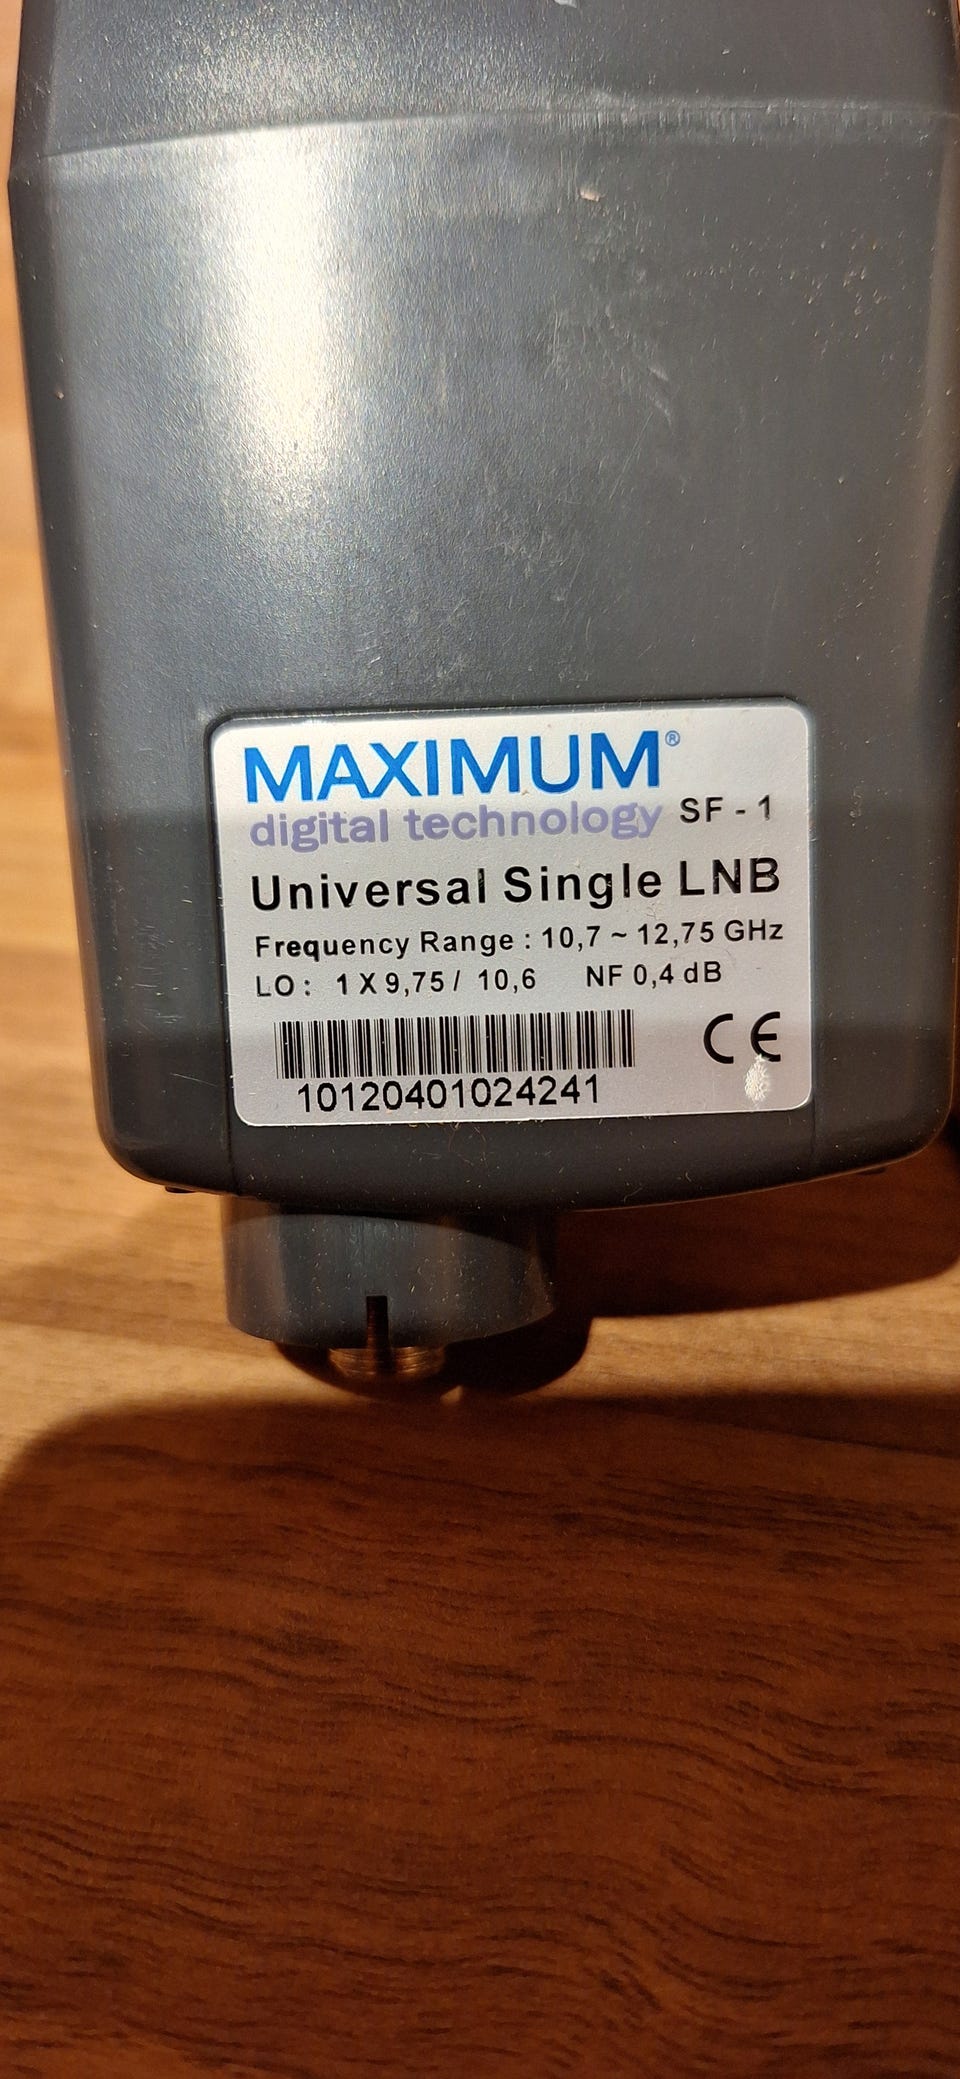 MAXIMUM®
digital technology SF - 1
Universal Single LNB
Frequency Range : 10,7 ~ 12,75 GHz
LO : 1 X 9,75 / 10,6 NF 0,4 dB
CE
10120401024241